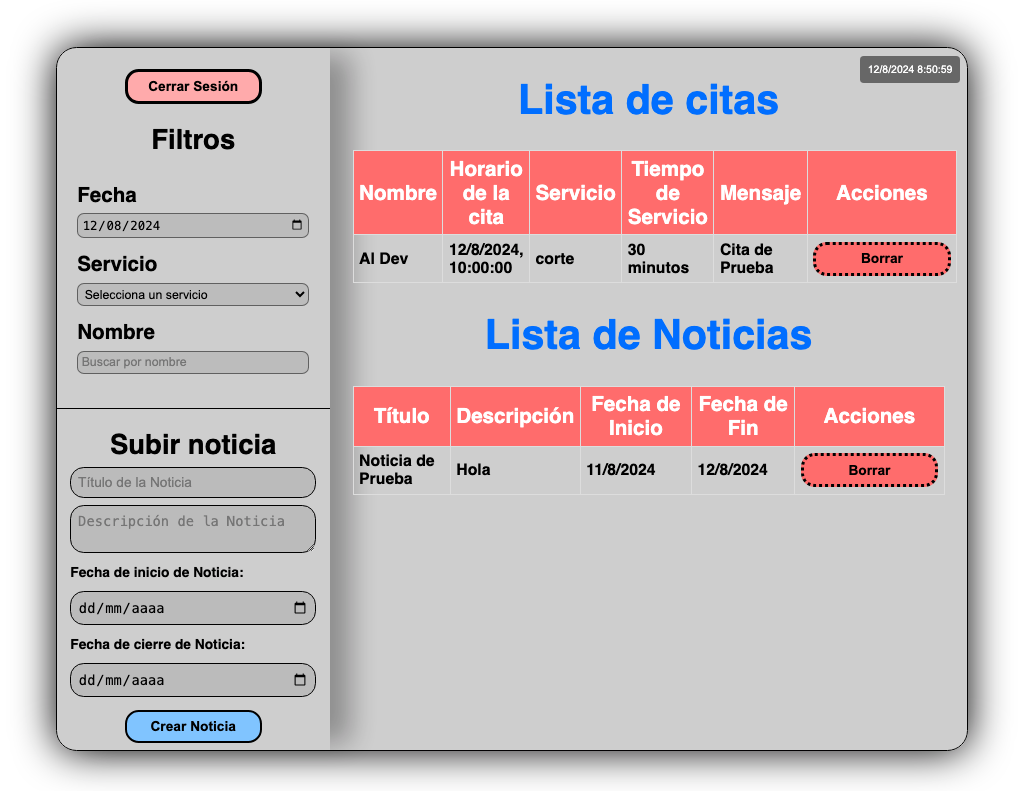 Cerrar Sesión
Filtros
Fecha
12/08/2024
Servicio
Selecciona un servicio
Nombre
Buscar por nombre
Subir noticia
Título de la Noticia
Descripción de la Noticia
Fecha de inicio de Noticia:
dd/mm/aaaa
Fecha de cierre de Noticia:
dd/mm/aaaa
Crear Noticia
12/8/2024 8:50:59
Lista de citas
Nombre
Horario
de la
cita
Servicio
Tiempo
de
Servicio
Mensaje
Acciones
Al Dev
12/8/2024,
10:00:00
corte
30
minutos
Cita de
Prueba
Borrar
Lista de Noticias
Título
Descripción
Fecha de
Inicio
Fecha de
Fin
Acciones
Noticia de
Prueba
Hola
11/8/2024
12/8/2024
Borrar